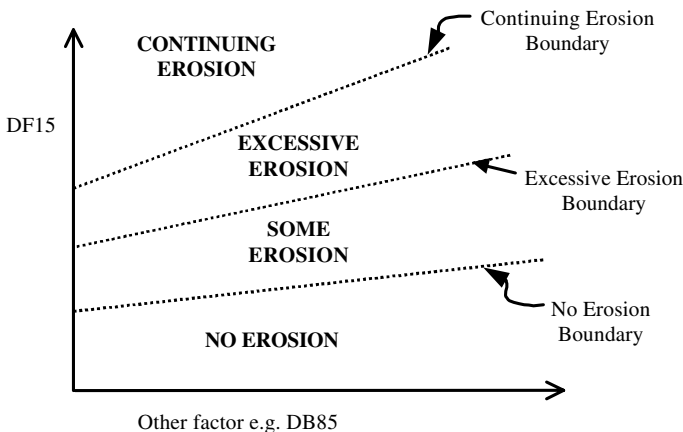 CONTINUING
EROSION
Continuing Erosion
Boundary
DF15
EXCESSIVE
EROSION
Excessive Erosion
Boundary
SOME
EROSION
No Erosion
Boundary
NO EROSION
Other factor e.g. DB85